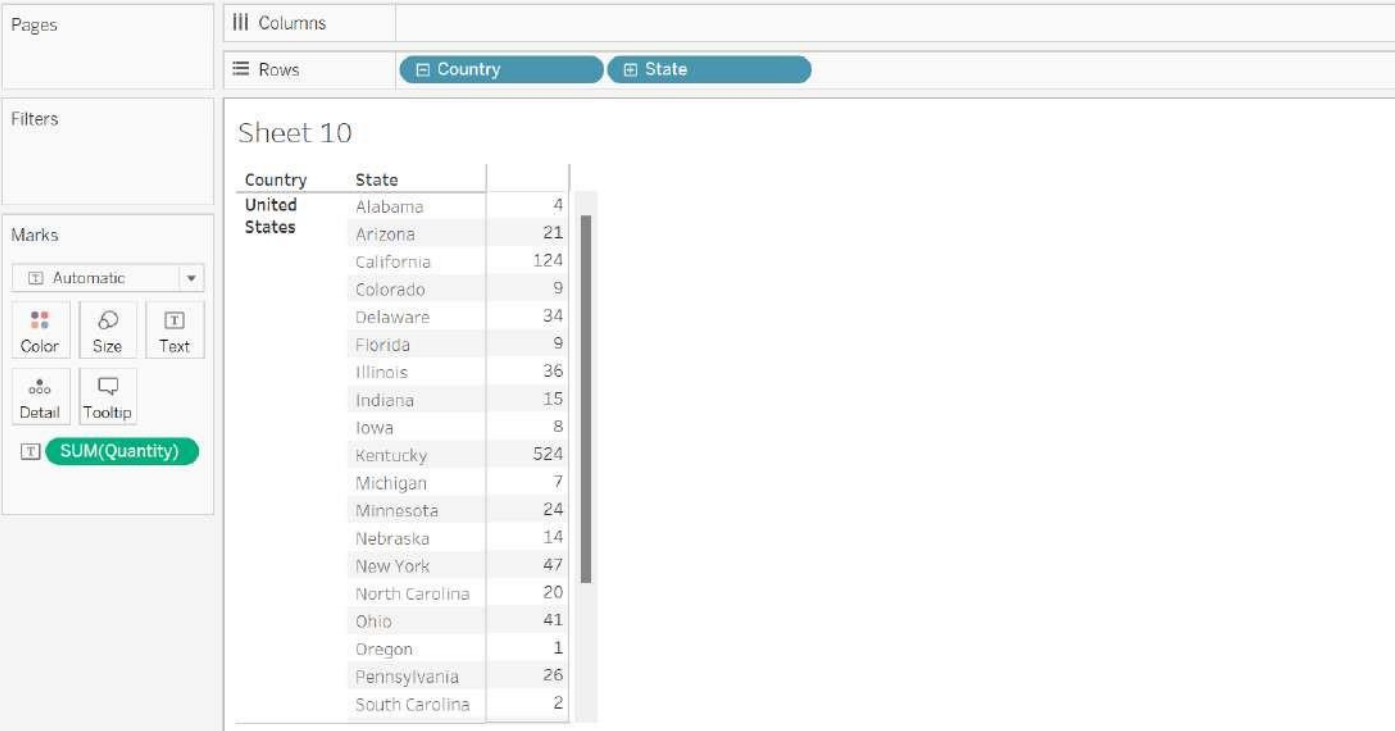 Pages
Columns
Rows
Country
State
Filters
Marks
Automatic
Color
Size
Text
Detail
Tooltip
SUM(Quantity)
Sheet 10
Country State
United States
Alabama 4
Arizona 21
California 124
Colorado 9
Delaware 34
Florida 9
Illinois 36
Indiana 15
Iowa 8
Kentucky 524
Michigan 7
Minnesota 24
Nebraska 14
New York 47
North Carolina 20
Ohio 41
Oregon 1
Pennsylvania 26
South Carolina 2